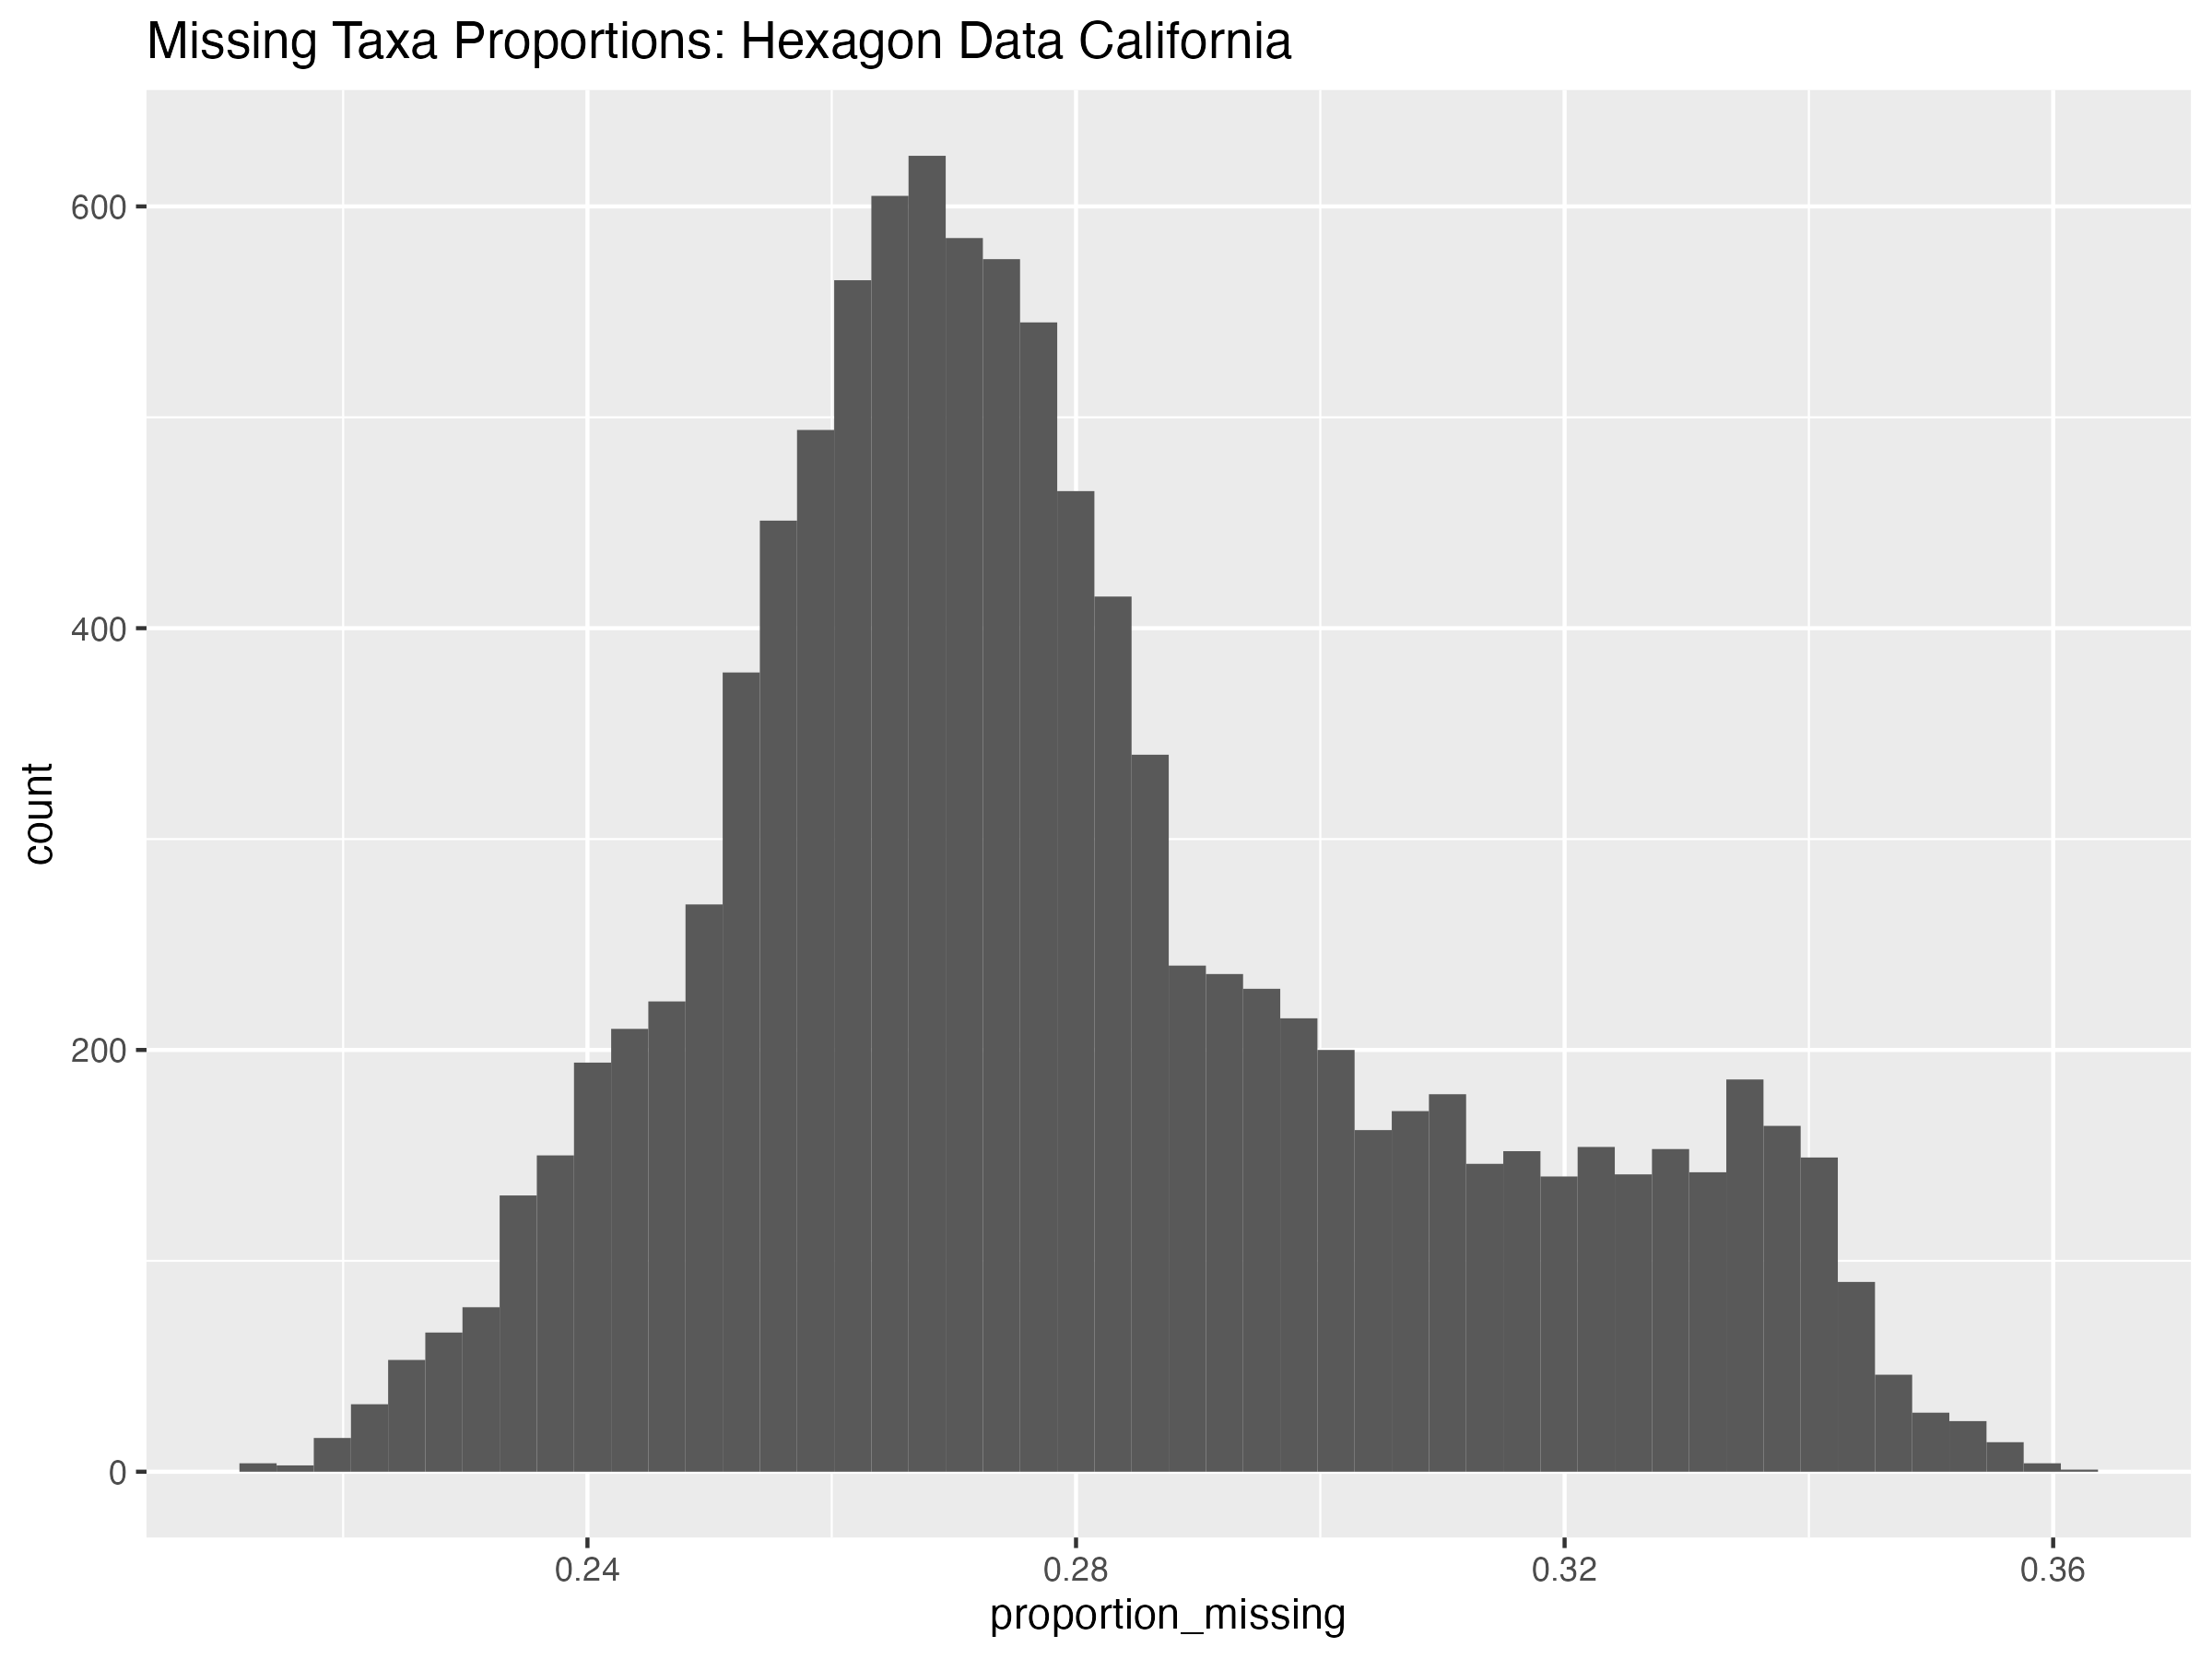 Missing Taxa Proportions: Hexagon Data California
600
400
200
0
count
0.24 0.28 0.32 0.36
proportion_missing